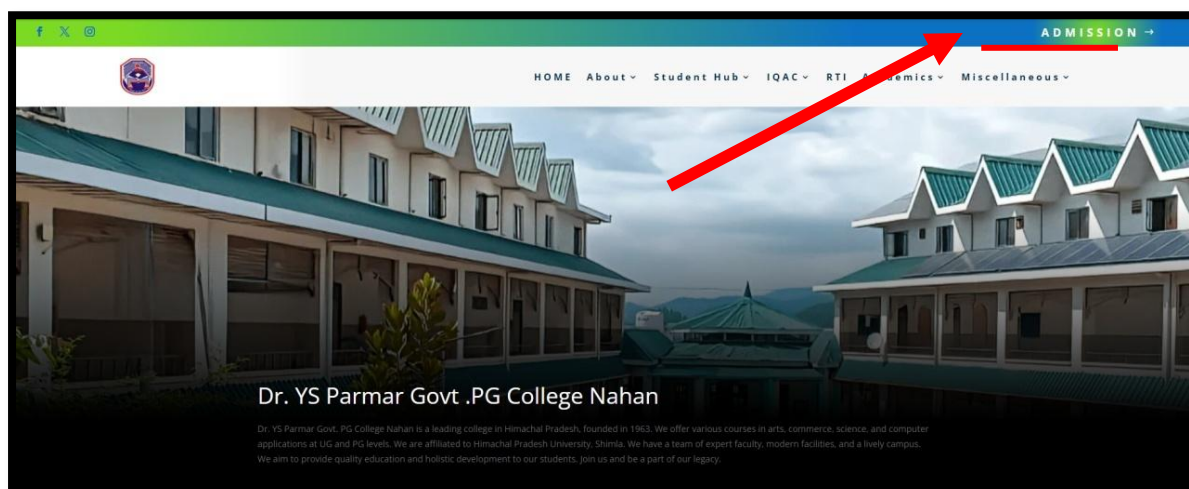 ADMISSION →
HOME About Student Hub IQAC RTI Academics Miscellaneous
Dr. YS Parmar Govt .PG College Nahan
Dr. YS Parmar Govt. PG College Nahan is a leading college in Himachal Pradesh, founded in 1963. We offer various courses in arts, commerce, science, and computer
applications at UG and PG levels. We are affiliated to Himachal Pradesh University, Shimla. We have a team of expert faculty, modern facilities, and a lively campus.
We aim to provide quality education and holistic development to our students. Join us and be a part of our legacy.